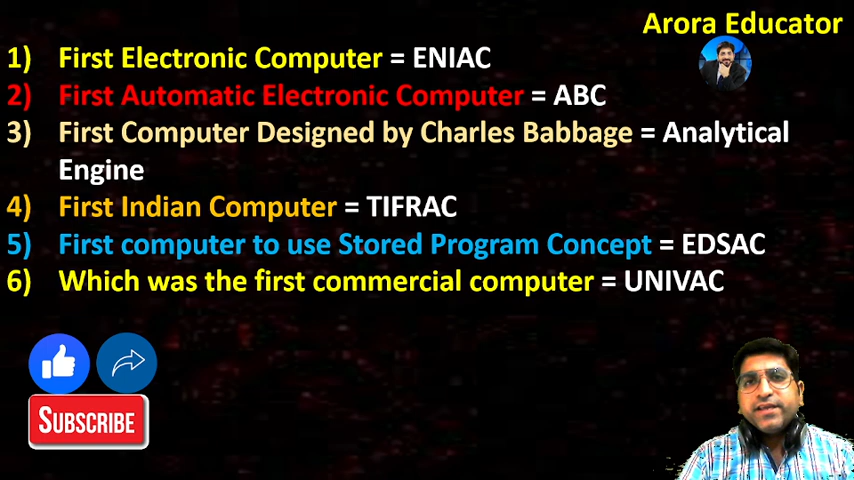 Arora Educator
1) First Electronic Computer = ENIAC
2) First Automatic Electronic Computer = ABC
3) First Computer Designed by Charles Babbage = Analytical
Engine
4) First Indian Computer = TIFRAC
5) First computer to use Stored Program Concept = EDSAC
6) Which was the first commercial computer = UNIVAC
SUBSCRIBE